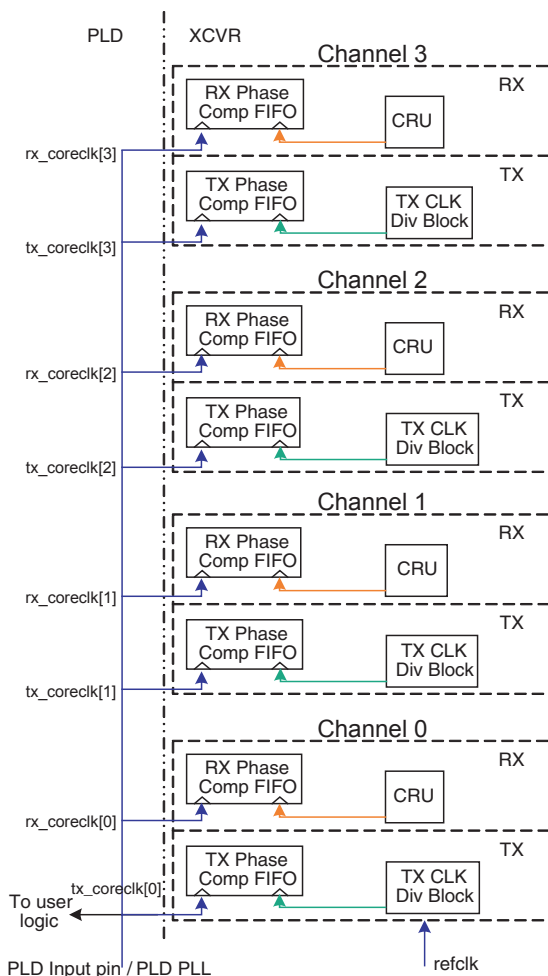 PLD
XCVR
Channel 3
RX
RX Phase
Comp FIFO
CRU
rx_coreclk[3]
TX
TX Phase
Comp FIFO
TX CLK
Div Block
tx_coreclk[3]
Channel 2
RX
RX Phase
Comp FIFO
CRU
rx_coreclk[2]
TX
TX Phase
Comp FIFO
TX CLK
Div Block
tx_coreclk[2]
Channel 1
RX
RX Phase
Comp FIFO
CRU
rx_coreclk[1]
TX
TX Phase
Comp FIFO
TX CLK
Div Block
tx_coreclk[1]
Channel 0
RX
RX Phase
Comp FIFO
CRU
rx_coreclk[0]
TX
TX Phase
Comp FIFO
TX CLK
Div Block
tx_coreclk[0]
To user
logic
PLD Input pin / PLD PLL
refclk